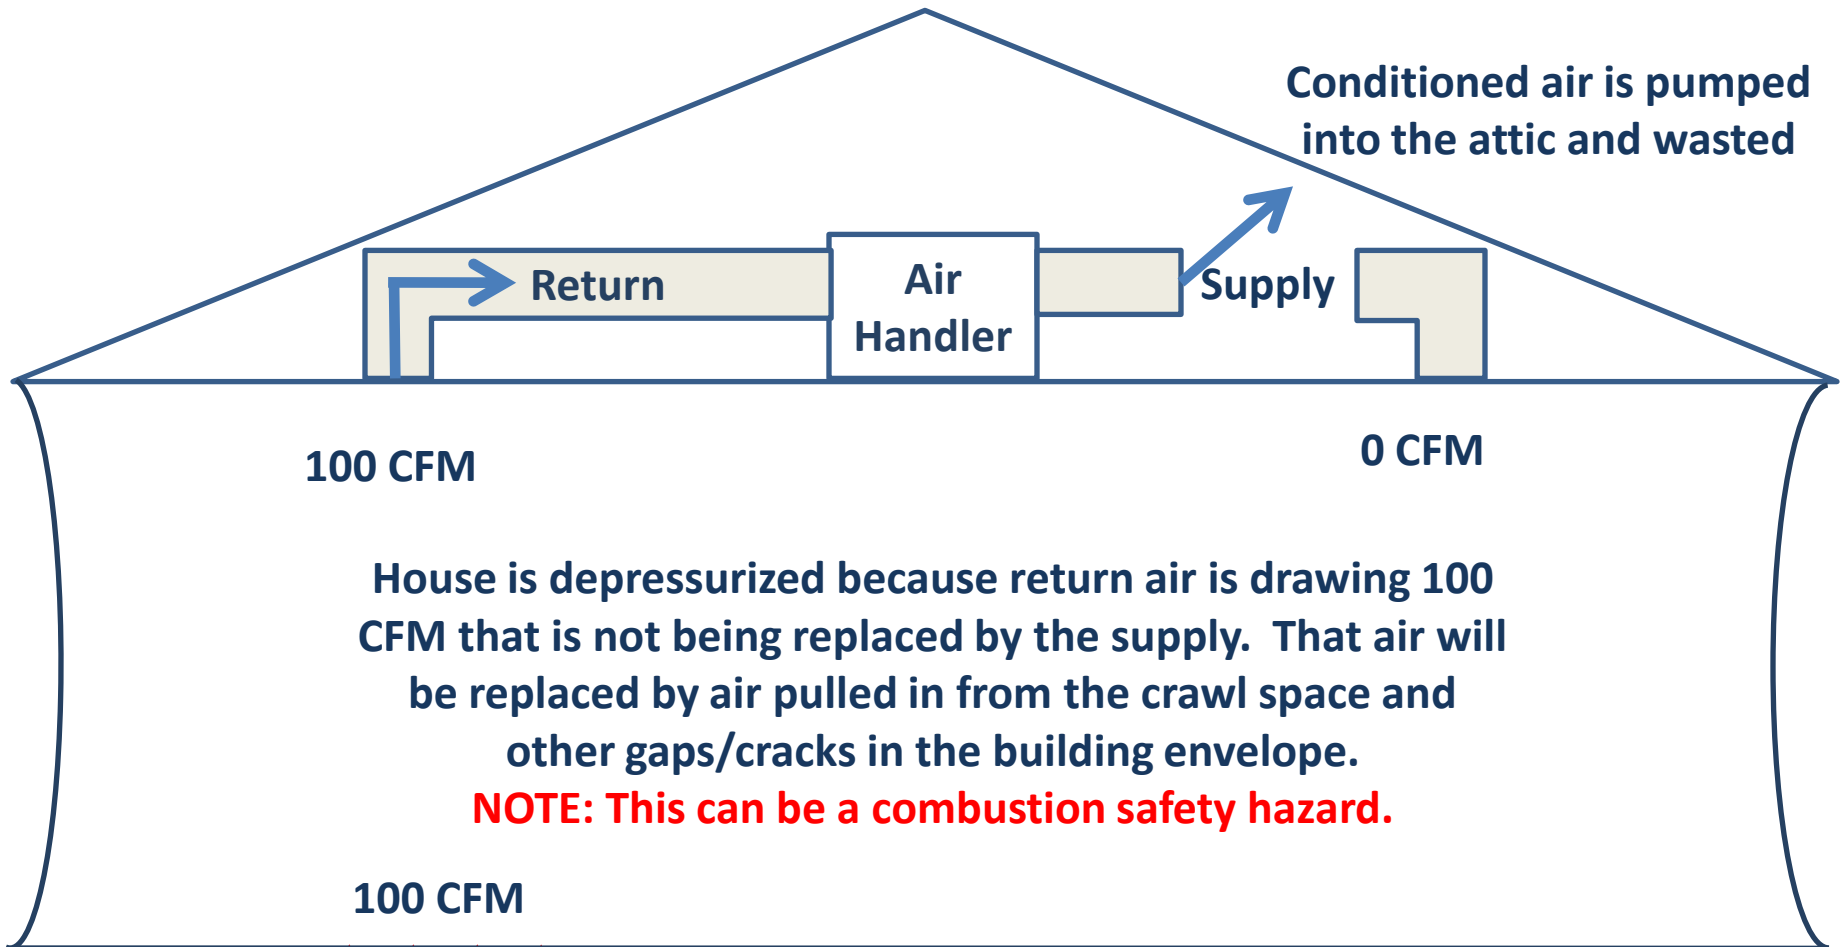 Conditioned air is pumped
into the attic and wasted
Return
Air
Handler
Supply
100 CFM
0 CFM
House is depressurized because return air is drawing 100
CFM that is not being replaced by the supply.  That air will
be replaced by air pulled in from the crawl space and
other gaps/cracks in the building envelope.
NOTE: This can be a combustion safety hazard.
100 CFM